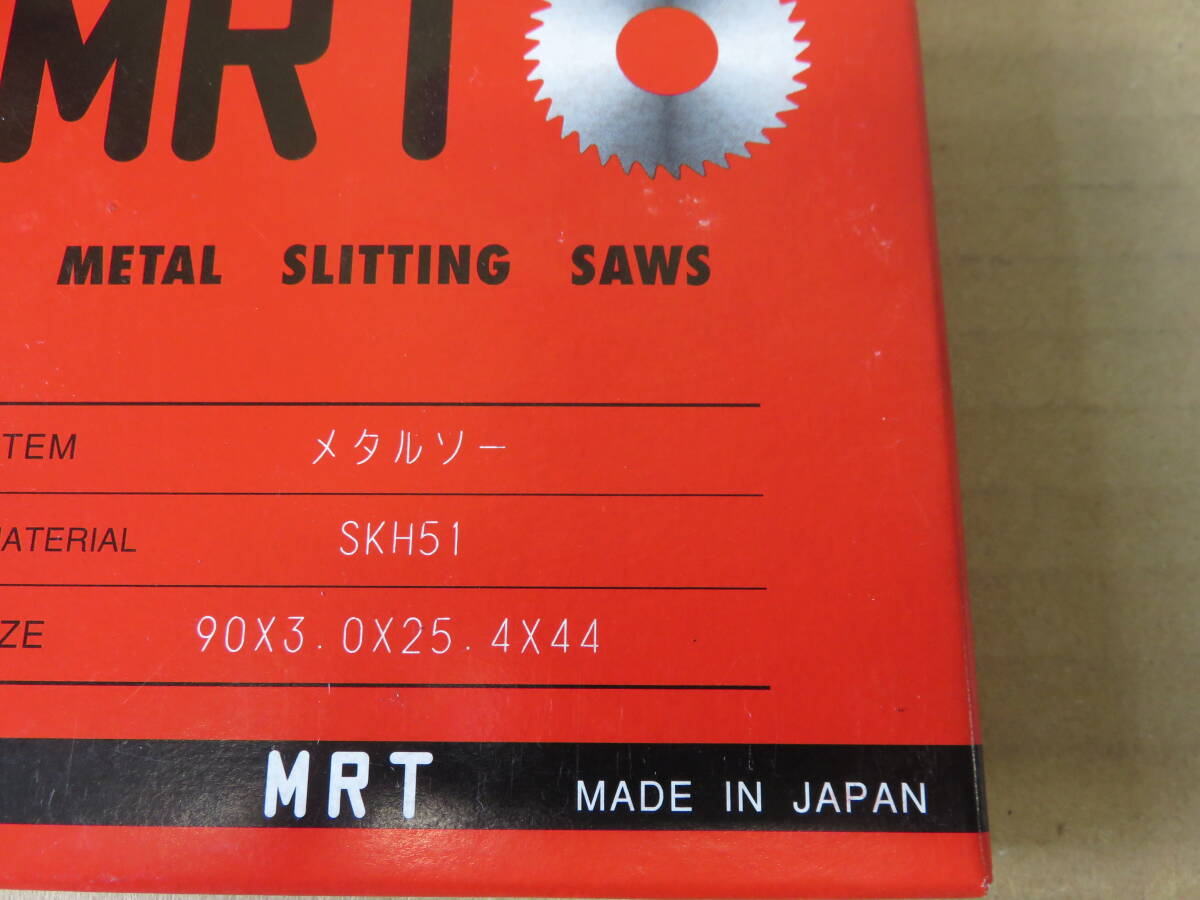 MRT
METAL SLITTING SAWS
TEM メタルソー
MATERIAL SKH51
ZE 90X3.0X25.4X44
MRT MADE IN JAPAN